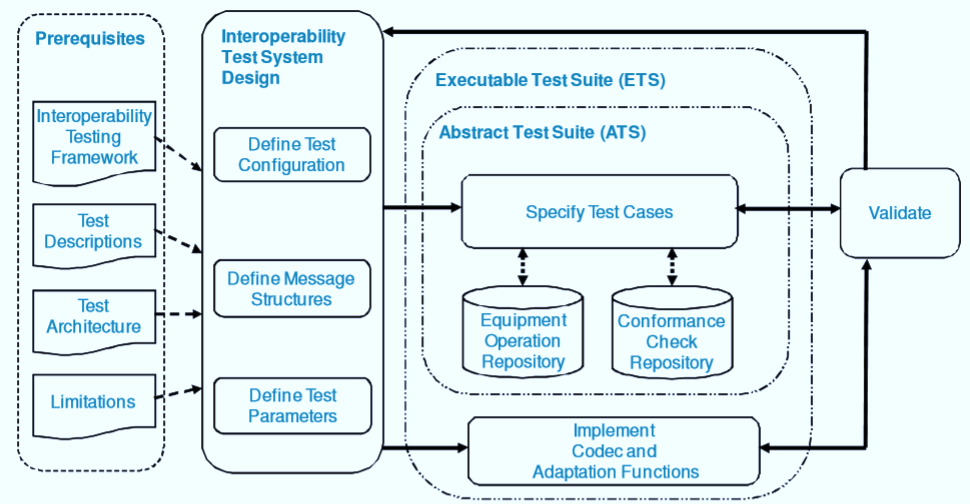 Prerequisites
Interoperability
Testing
Framework
Test
Descriptions
Test
Architecture
Limitations
Interoperability
Test System
Design
Define Test
Configuration
Define Message
Structures
Define Test
Parameters
Executable Test Suite (ETS)
Abstract Test Suite (ATS)
Specify Test Cases
Equipment
Operation
Repository
Conformance
Check
Repository
Implement
Codec and
Adaptation Functions
Validate